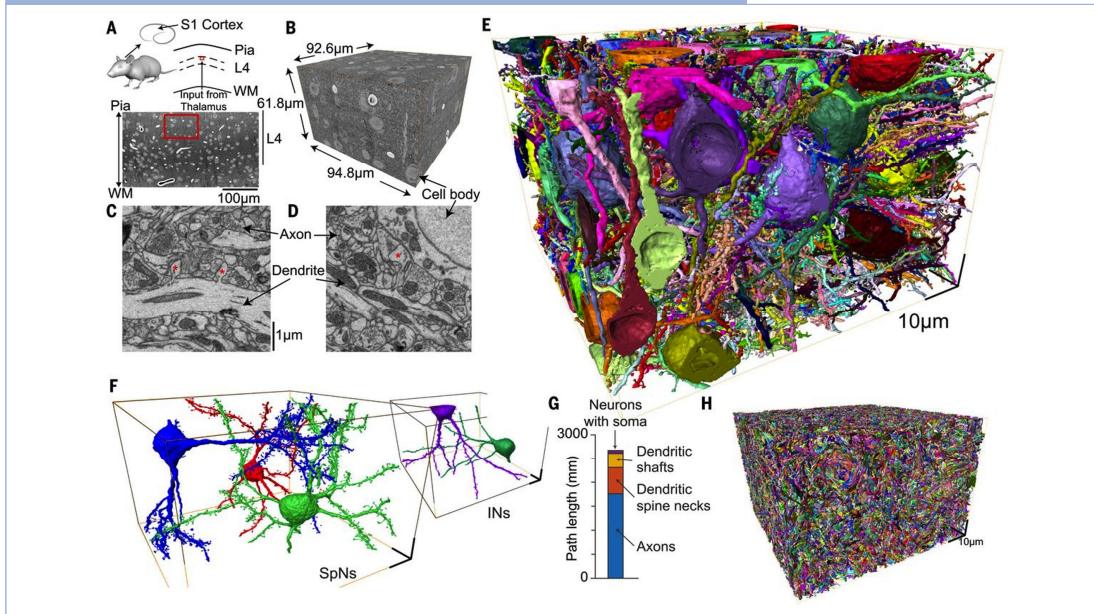 A
S1 Cortex
Pia
L4
WM
Input from
Thalamus
Pia
WM
L4
100µm
B
92.6µm
61.8µm
94.8µm
Cell body
C
Axon
Dendrite
1µm
D
E
10µm
F
SpNs
INs
G
Neurons
with soma
3000
Path length (mm)
0
Dendritic
shafts
Dendritic
spine necks
Axons
H
10µm